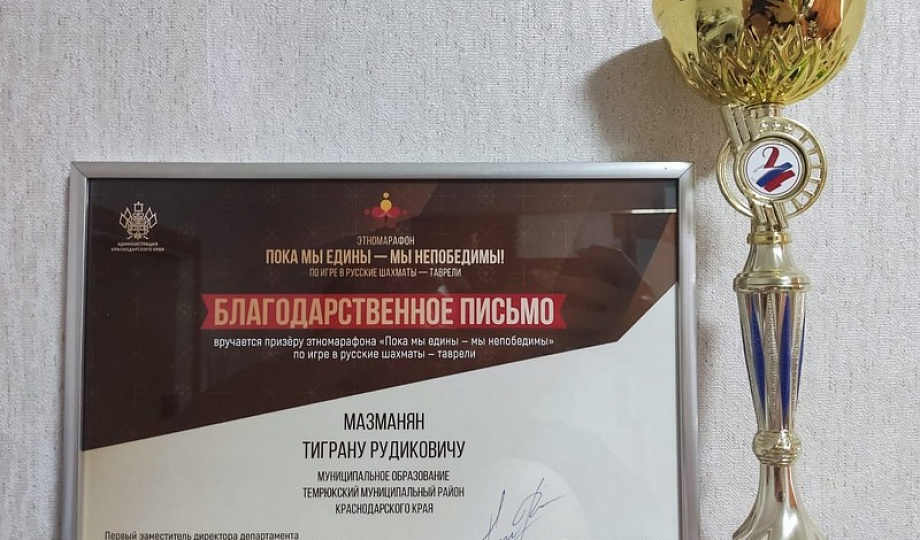 АДМИНИСТРАЦИЯ
КРАСНОДАРСКОГО КРАЯ
ЭТНОМАРАФОН
ПОКА МЫ ЕДИНЫ — МЫ НЕПОБЕДИМЫ!
ПО ИГРЕ В РУССКИЕ ШАХМАТЫ — ТАВРЕЛИ
БЛАГОДАРСТВЕННОЕ ПИСЬМО
вручается призёру этномарафона «Пока мы едины – мы непобедимы»
по игре в русские шахматы – таврели
МАЗМАНЯН
ТИГРАНУ РУДИКОВИЧУ
МУНИЦИПАЛЬНОЕ ОБРАЗОВАНИЕ
ТЕМРЮКСКИЙ МУНИЦИПАЛЬНЫЙ РАЙОН
КРАСНОДАРСКОГО КРАЯ
Первый заместитель директора департамента
2